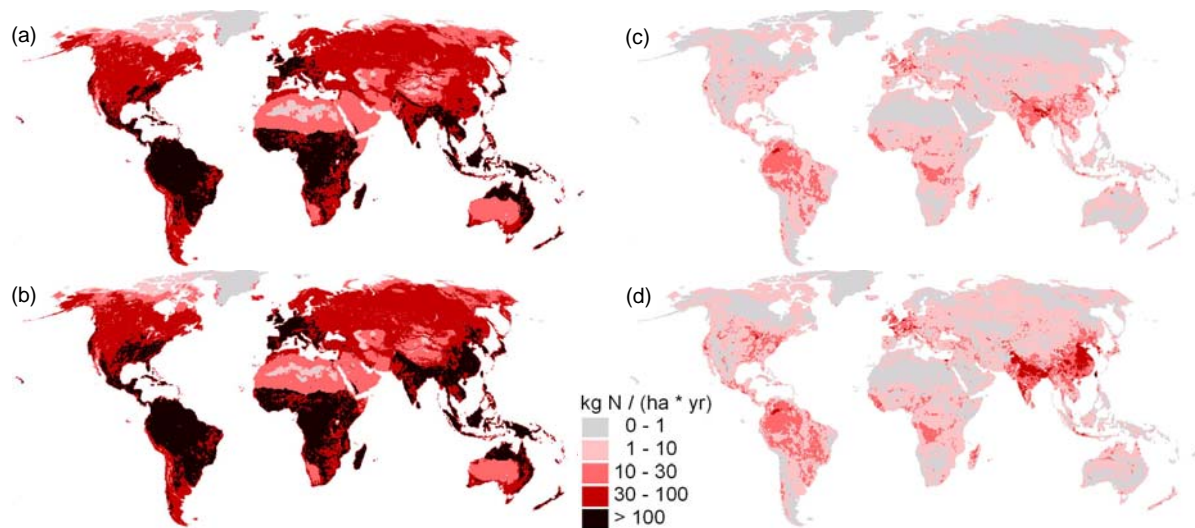 (a)
(c)
(b)
(d)
kg N / (ha * yr)
0 - 1
1 - 10
10 - 30
30 - 100
> 100